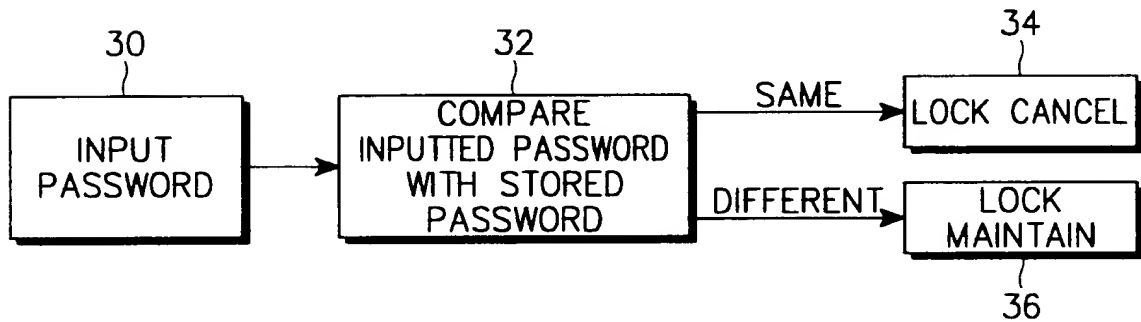 30
INPUT
PASSWORD
32
COMPARE
INPUTTED PASSWORD
WITH STORED
PASSWORD
SAME
34
LOCK CANCEL
DIFFERENT
LOCK
MAINTAIN
36